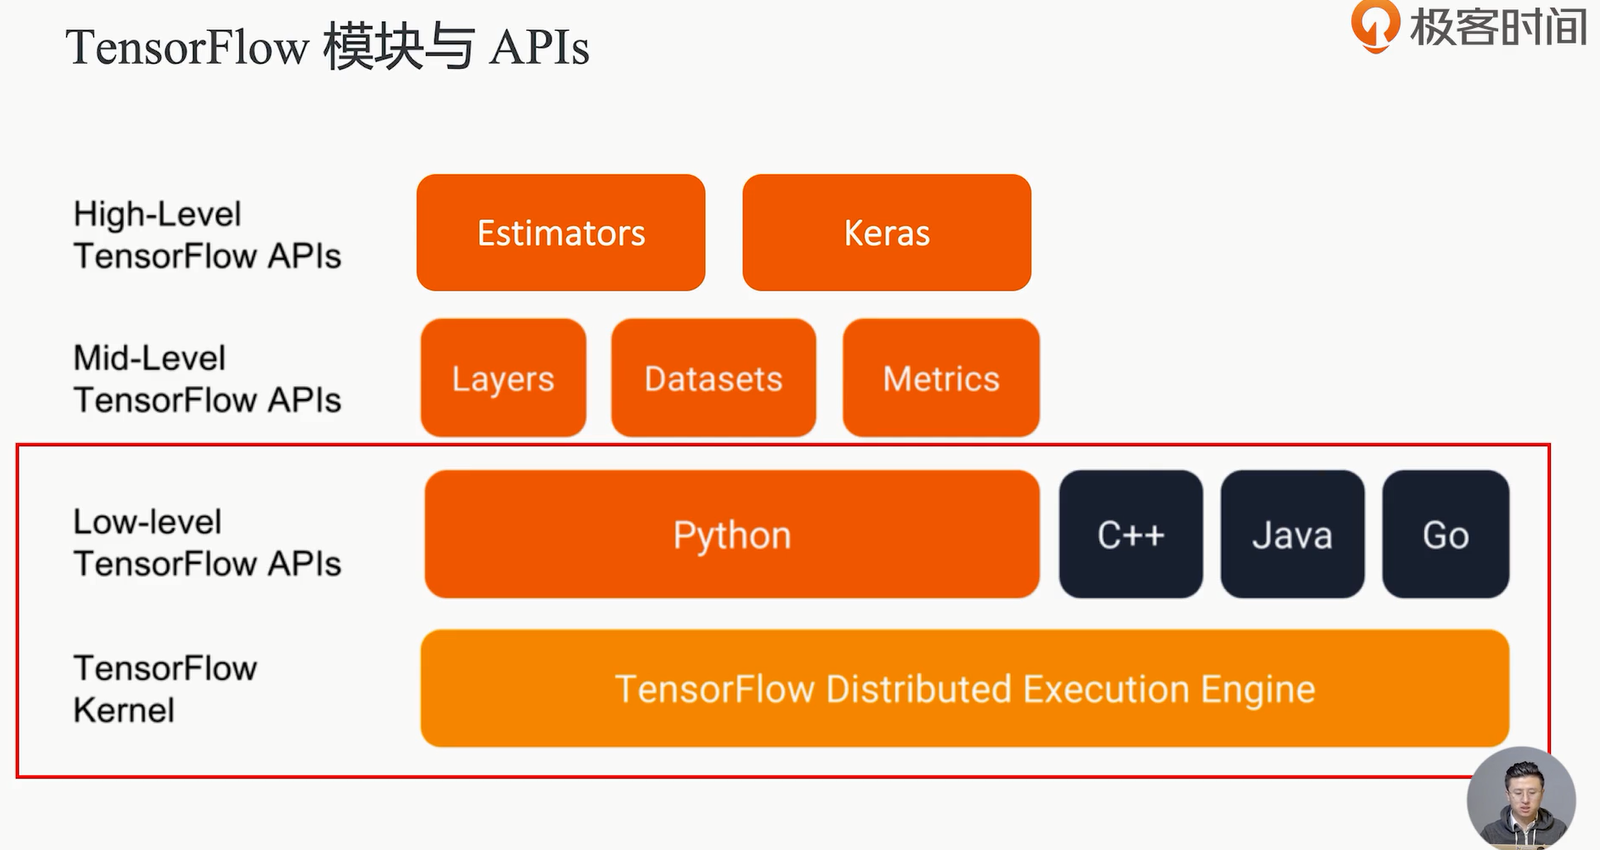 TensorFlow 模块与 APIs
极客时间
High-Level
TensorFlow APIs
Estimators
Keras
Mid-Level
TensorFlow APIs
Layers
Datasets
Metrics
Low-level
TensorFlow APIs
Python
C++
Java
Go
TensorFlow
Kernel
TensorFlow Distributed Execution Engine